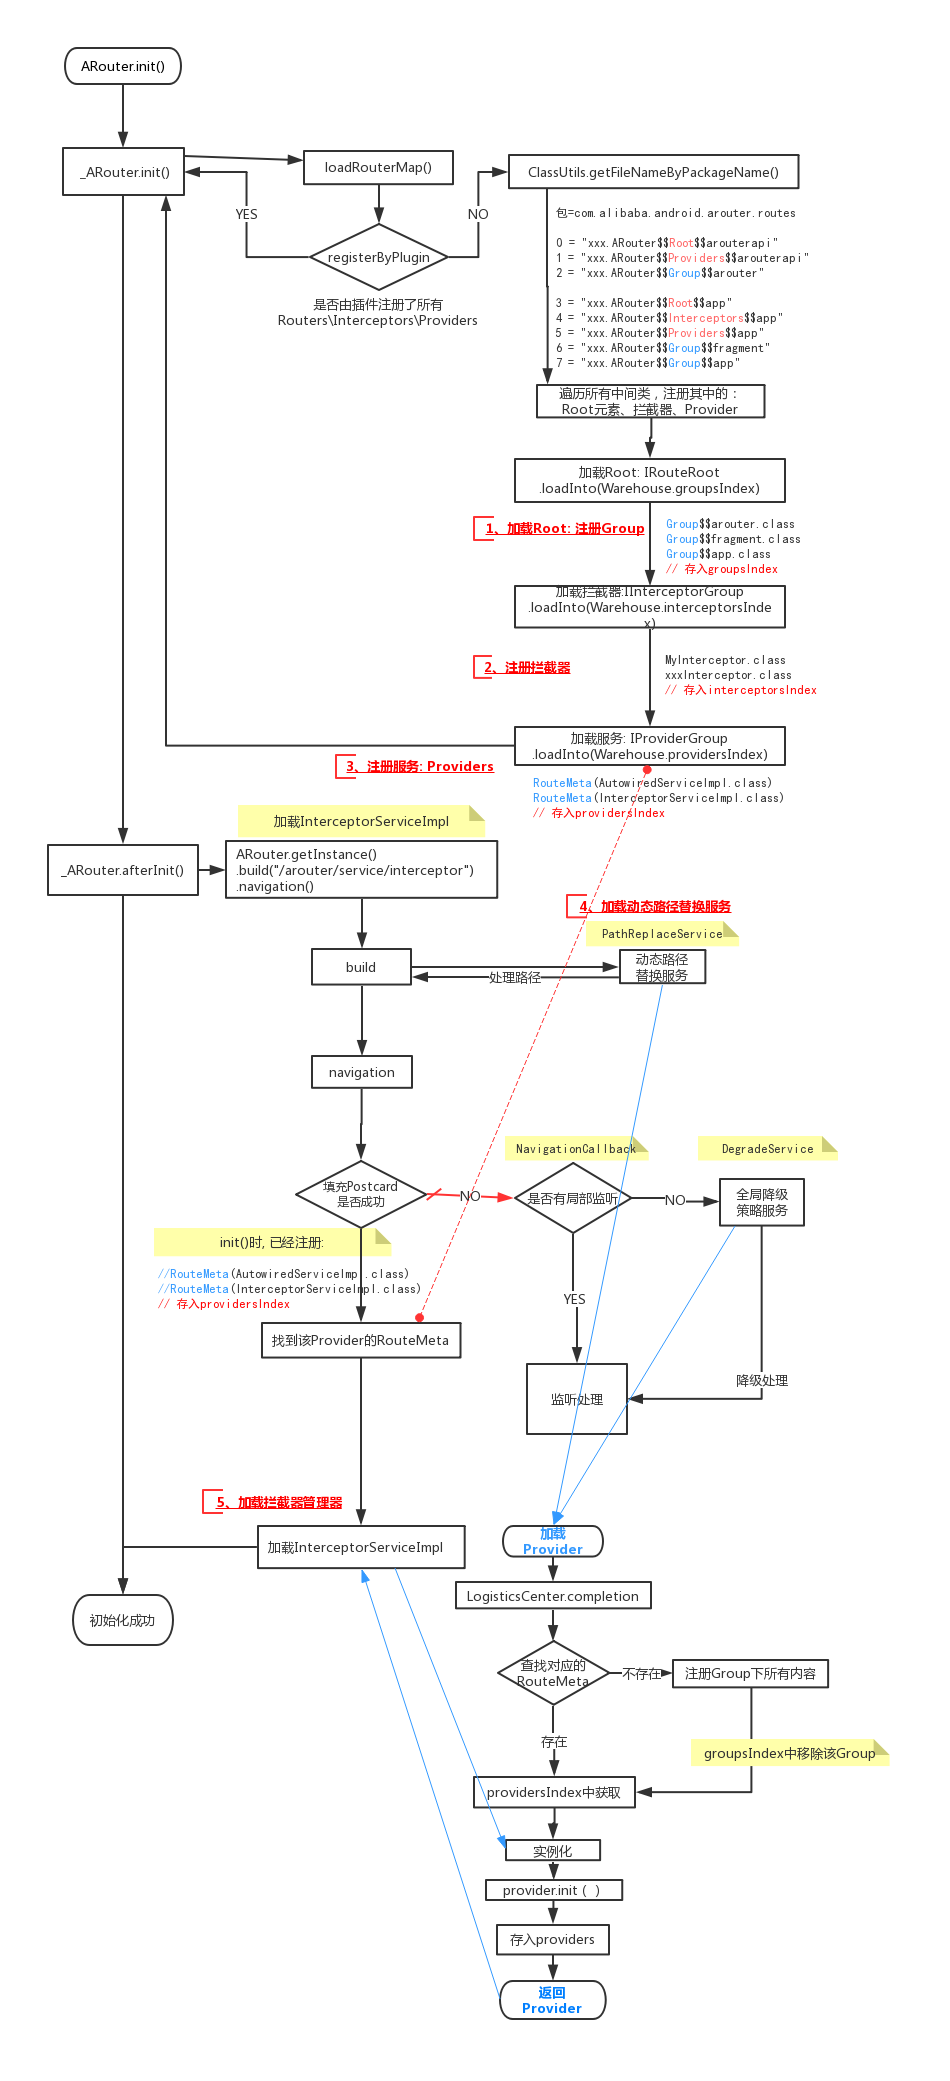 ARouter.init()
_ARouter.init()
loadRouterMap()
ClassUtils.getFileNameByPackageName()
YES
NO
registerByPlugin
是否由插件注册了所有
Routers\Interceptors\Providers
包=com.alibaba.android.arouter.routes
0 = "xxx.ARouter$$Root$$arouterapi"
1 = "xxx.ARouter$$Providers$$arouterapi"
2 = "xxx.ARouter$$Group$$arouter"
3 = "xxx.ARouter$$Root$$app"
4 = "xxx.ARouter$$Interceptors$$app"
5 = "xxx.ARouter$$Providers$$app"
6 = "xxx.ARouter$$Group$$fragment"
7 = "xxx.ARouter$$Group$$app"
遍历所有中间类，注册其中的：
Root元素、拦截器、Provider
加载Root: IRouteRoot
.loadInto(Warehouse.groupsIndex)
1、加载Root: 注册Group
Group$$arouter.class
Group$$fragment.class
Group$$app.class
// 存入groupsIndex
加载拦截器:IInterceptorGroup
.loadInto(Warehouse.interceptorsInde
x)
2、注册拦截器
MyInterceptor.class
xxxInterceptor.class
// 存入interceptorsIndex
加载服务: IProviderGroup
.loadInto(Warehouse.providersIndex)
3、注册服务: Providers
RouteMeta(AutowiredServiceImpl.class)
RouteMeta(InterceptorServiceImpl.class)
// 存入providersIndex
加载InterceptorServiceImpl
_ARouter.afterInit()
ARouter.getInstance()
.build("/arouter/service/interceptor")
.navigation()
4、加载动态路径替换服务
PathReplaceService
build
处理路径
动态路径
替换服务
navigation
NavigationCallback
DegradeService
填充Postcard
是否成功
NO
是否有局部监听
NO
全局降级
策略服务
init()时, 已经注册:
//RouteMeta(AutowiredServiceImpl.class)
//RouteMeta(InterceptorServiceImpl.class)
// 存入providersIndex
YES
找到该Provider的RouteMeta
降级处理
监听处理
5、加载拦截器管理器
加载InterceptorServiceImpl
加载
Provider
初始化成功
LogisticsCenter.completion
查找对应的
RouteMeta
不存在
注册Group下所有内容
存在
groupsIndex中移除该Group
providersIndex中获取
实例化
provider.init（ ）
存入providers
返回
Provider